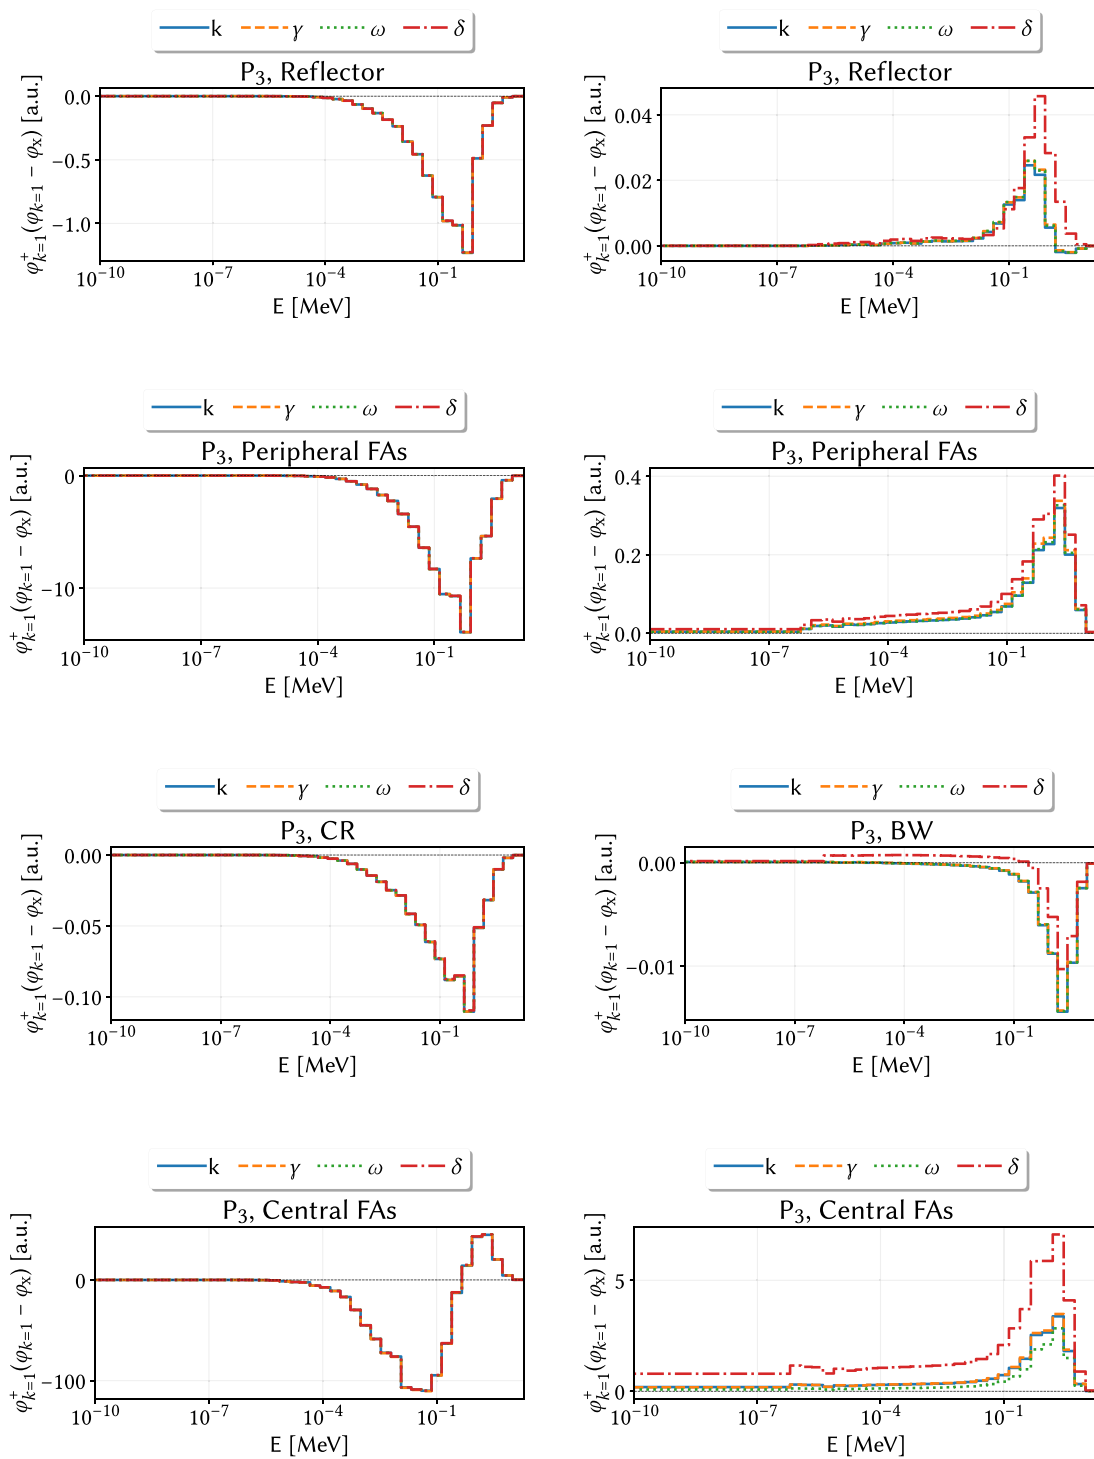 k γ ω δ
k γ ω δ
P3, Reflector
P3, Reflector
φ+k=1(φk=1 − φx) [a.u.]
0.0
−0.5
−1.0
10−10 10−7 10−4 10−1
E [MeV]
φ+k=1(φk=1 − φx) [a.u.]
0.04
0.02
0.00
10−10 10−7 10−4 10−1
E [MeV]
k γ ω δ
k γ ω δ
P3, Peripheral FAs
P3, Peripheral FAs
φ+k=1(φk=1 − φx) [a.u.]
0
−10
10−10 10−7 10−4 10−1
E [MeV]
φ+k=1(φk=1 − φx) [a.u.]
0.4
0.2
0.0
10−10 10−7 10−4 10−1
E [MeV]
k γ ω δ
k γ ω δ
P3, CR
P3, BW
φ+k=1(φk=1 − φx) [a.u.]
0.00
−0.05
−0.10
10−10 10−7 10−4 10−1
E [MeV]
φ+k=1(φk=1 − φx) [a.u.]
0.00
−0.01
10−10 10−7 10−4 10−1
E [MeV]
k γ ω δ
k γ ω δ
P3, Central FAs
P3, Central FAs
φ+k=1(φk=1 − φx) [a.u.]
0
−100
10−10 10−7 10−4 10−1
E [MeV]
φ+k=1(φk=1 − φx) [a.u.]
5
0
10−10 10−7 10−4 10−1
E [MeV]